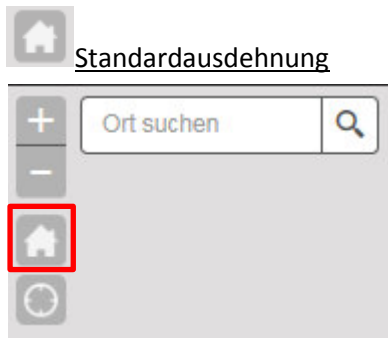 Standardausdehnung
+
Ort suchen
−